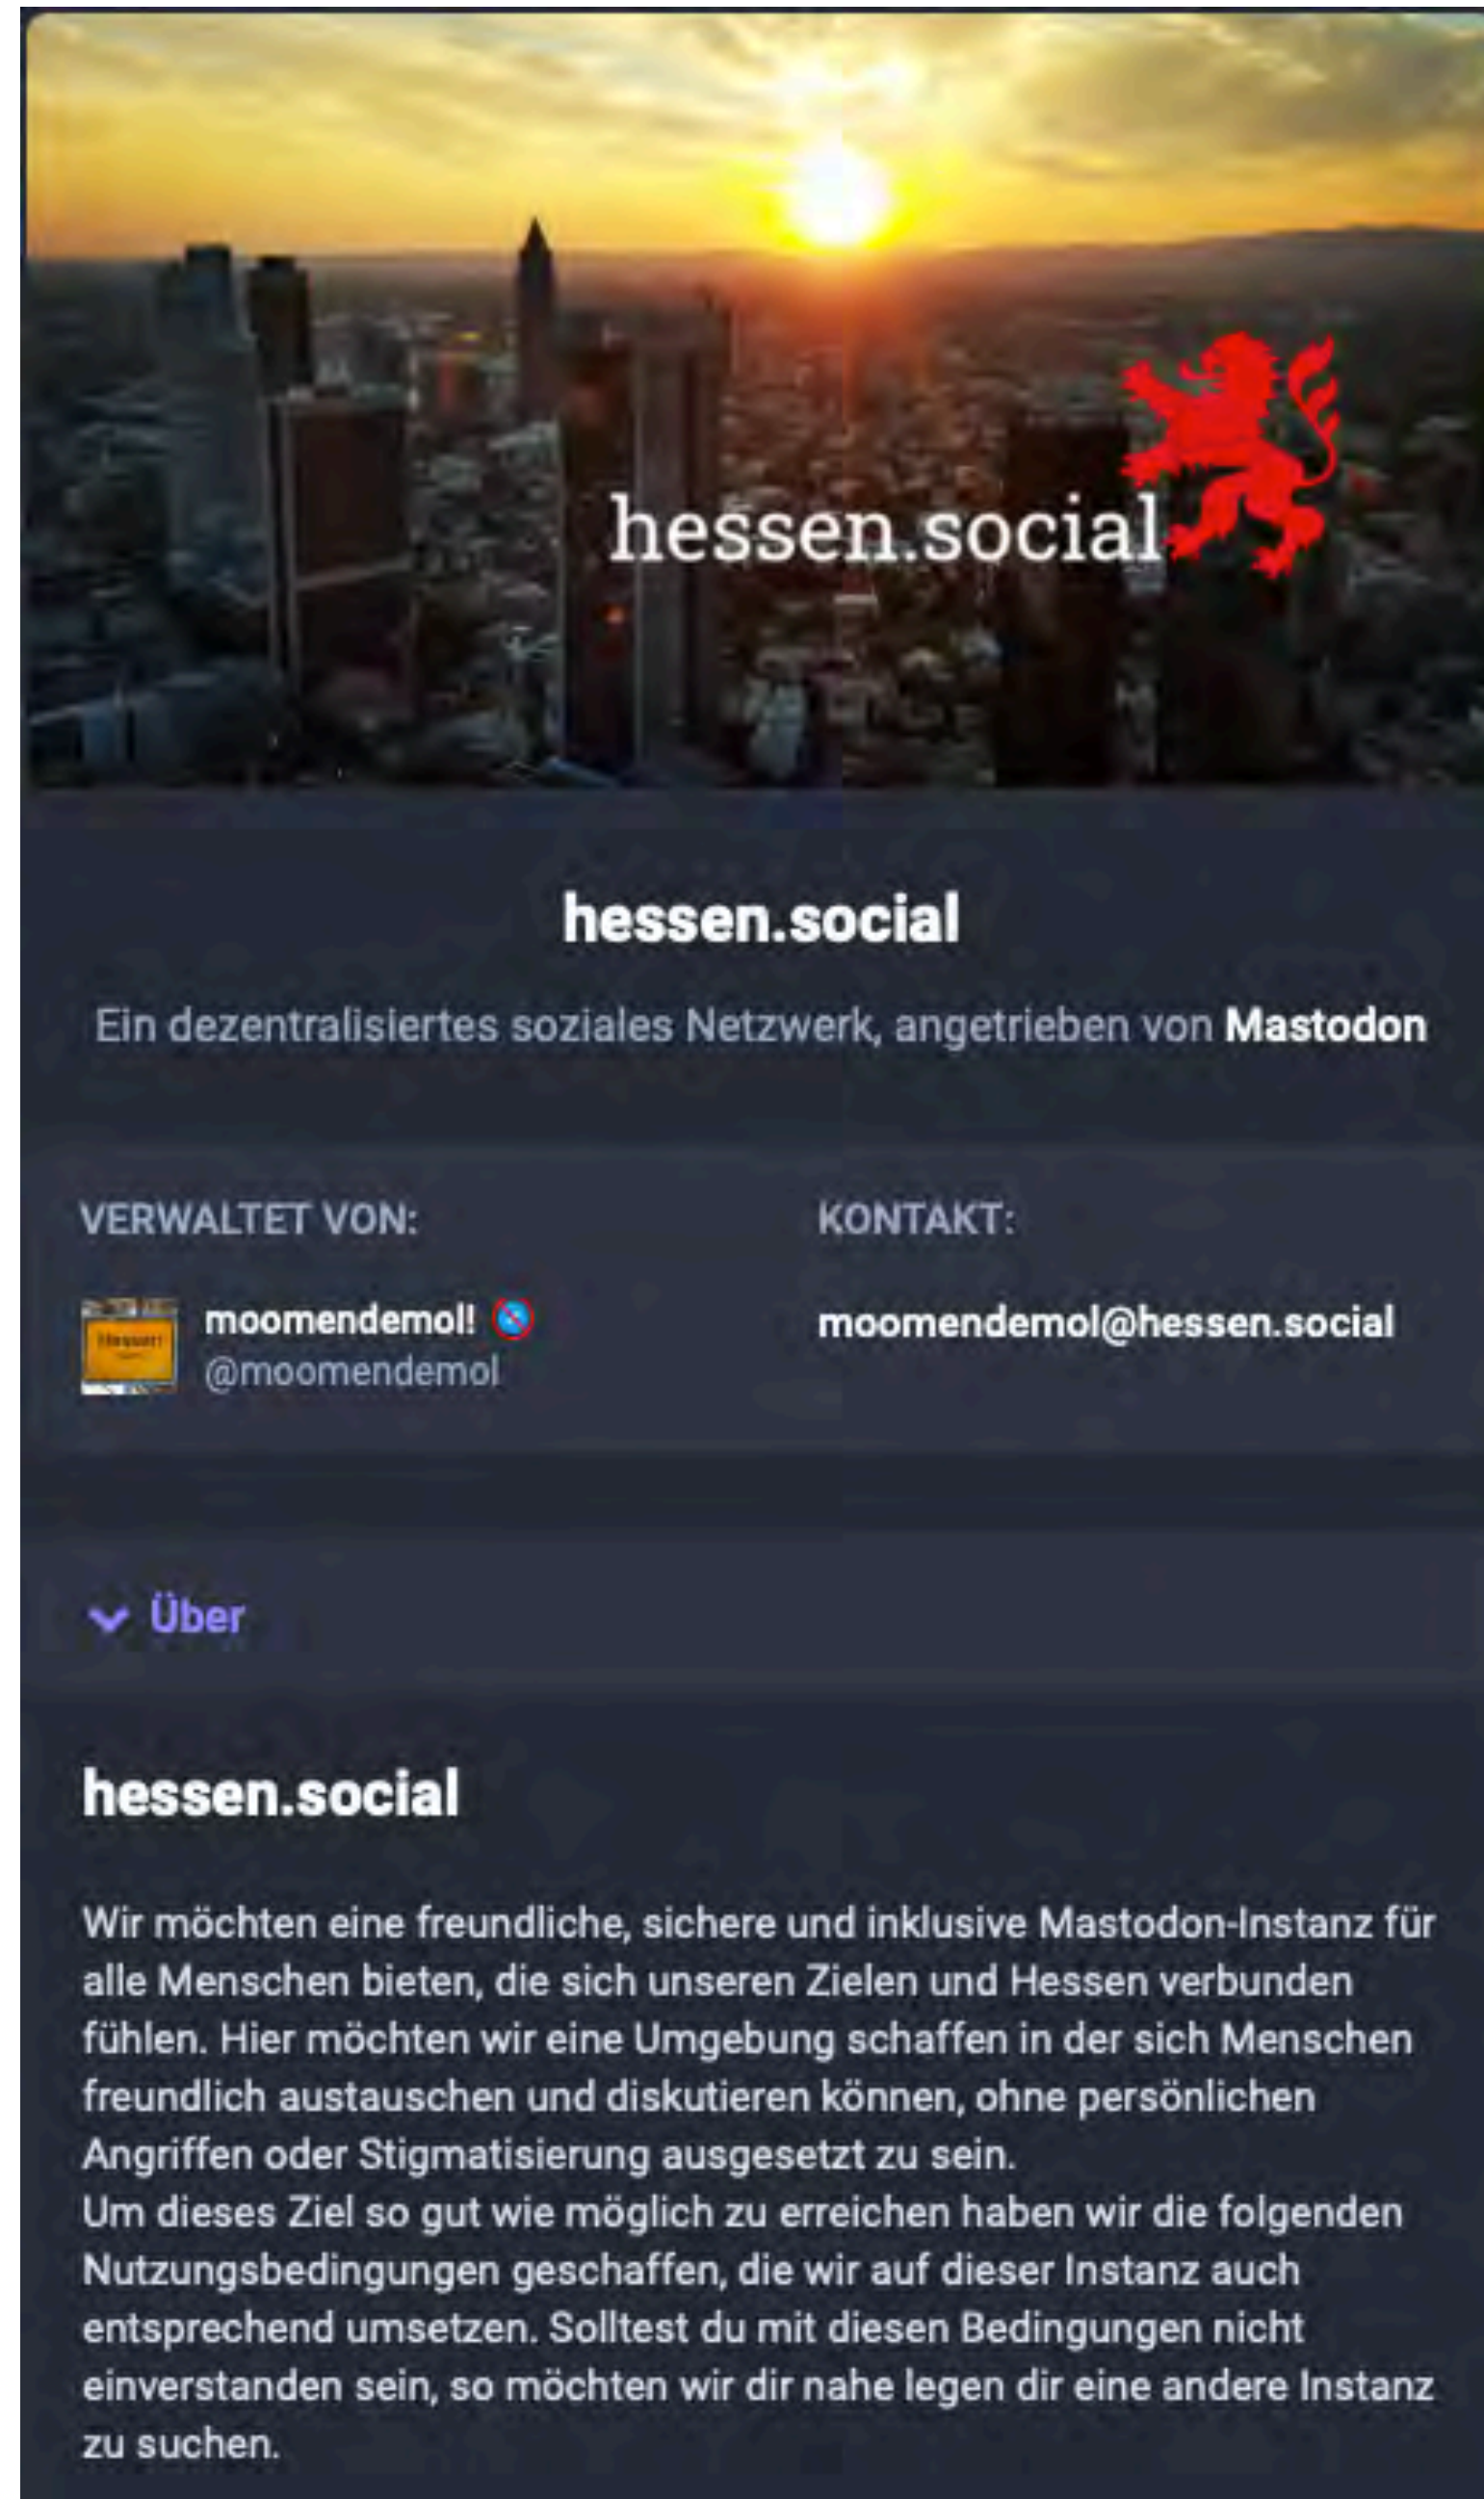 hessen.social
hessen.social
Ein dezentralisiertes soziales Netzwerk, angetrieben von Mastodon
VERWALTET VON:
KONTAKT:
Hessen
moomendemol!
@moomendemol
moomendemol@hessen.social
Über
hessen.social
Wir möchten eine freundliche, sichere und inklusive Mastodon-Instanz für
alle Menschen bieten, die sich unseren Zielen und Hessen verbunden
fühlen. Hier möchten wir eine Umgebung schaffen in der sich Menschen
freundlich austauschen und diskutieren können, ohne persönlichen
Angriffen oder Stigmatisierung ausgesetzt zu sein.
Um dieses Ziel so gut wie möglich zu erreichen haben wir die folgenden
Nutzungsbedingungen geschaffen, die wir auf dieser Instanz auch
entsprechend umsetzen. Solltest du mit diesen Bedingungen nicht
einverstanden sein, so möchten wir dir nahe legen dir eine andere Instanz
zu suchen.